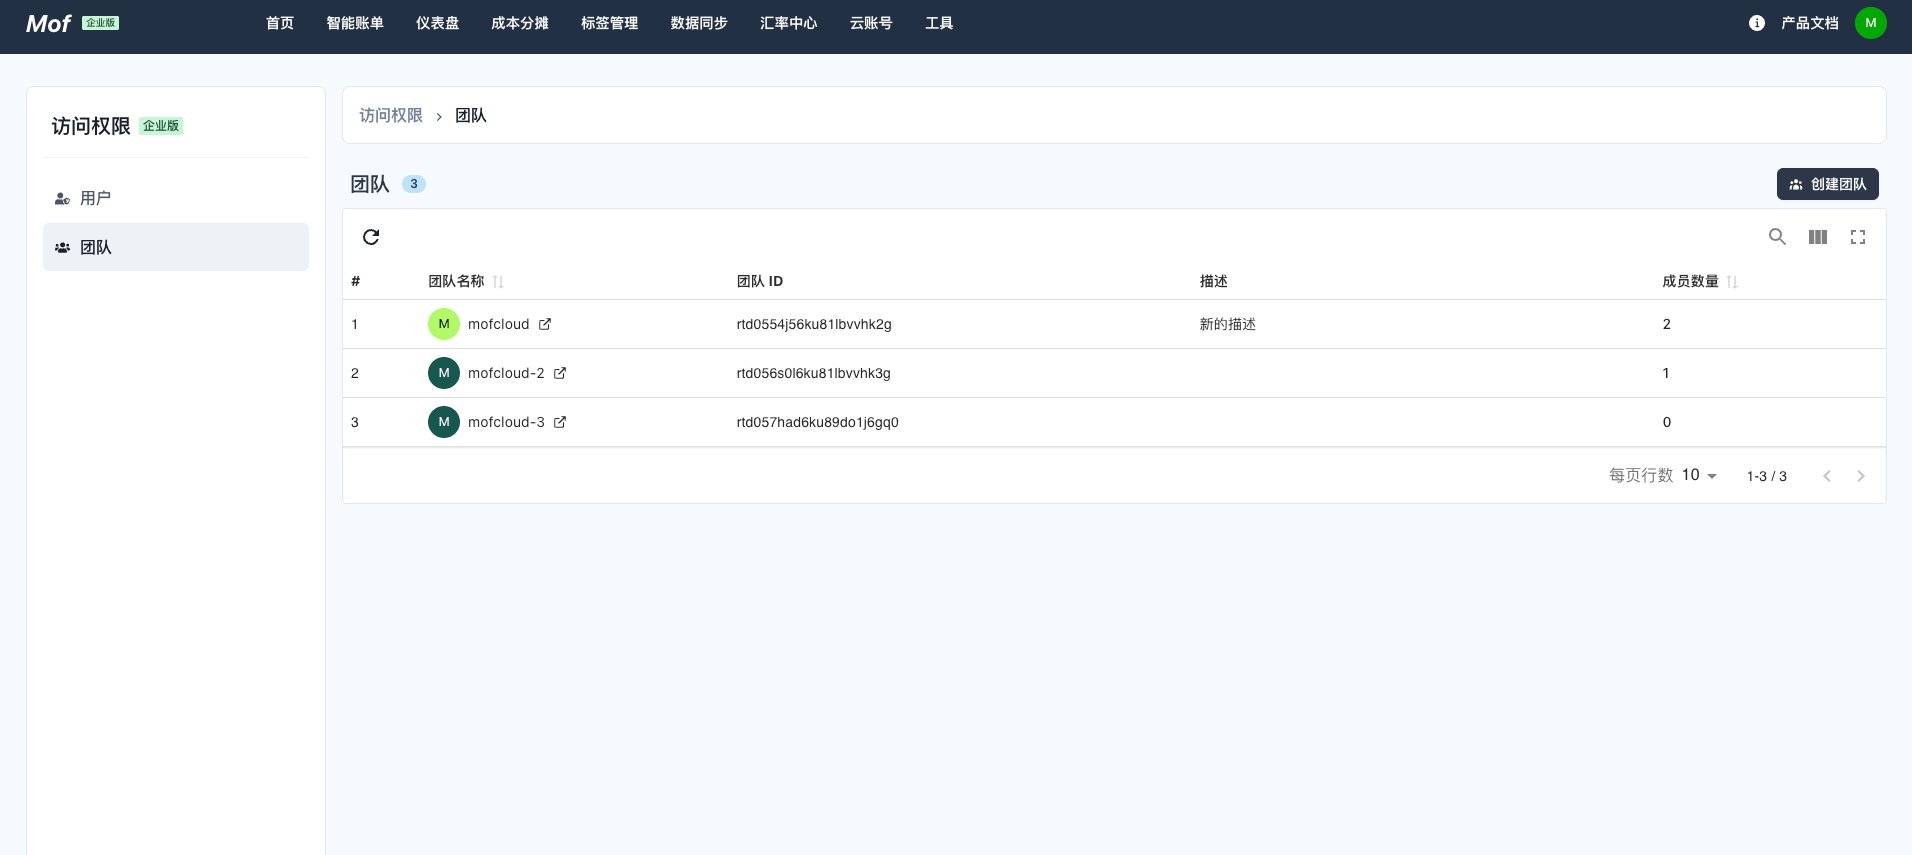 Mof 企业版 首页 智能账单 仪表盘 成本分摊 标签管理 数据同步 汇率中心 云账号 工具 产品文档 M
访问权限 企业版
用户
团队
访问权限 › 团队
团队 3 创建团队
# 团队名称 团队 ID 描述 成员数量
1 M mofcloud rtd0554j56ku81lbvvhk2g 新的描述 2
2 M mofcloud-2 rtd056s0l6ku81lbvvhk3g 1
3 M mofcloud-3 rtd057had6ku89do1j6gq0 0
每页行数 10 1-3 / 3